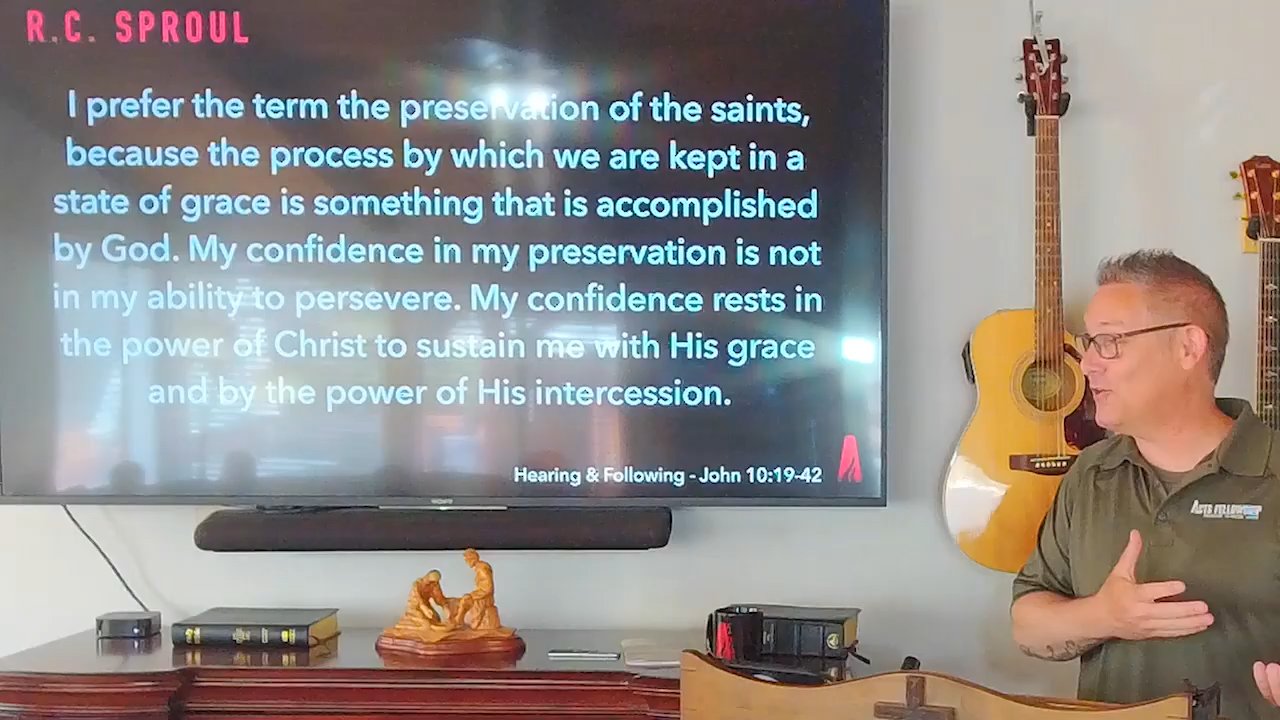 R.C. SPROUL
I prefer the term the preservation of the saints,
because the process by which we are kept in a
state of grace is something that is accomplished
by God. My confidence in my preservation is not
in my ability to persevere. My confidence rests in
the power of Christ to sustain me with His grace
and by the power of His intercession.
Hearing & Following - John 10:19-42
ACTS FELLOWSHIP